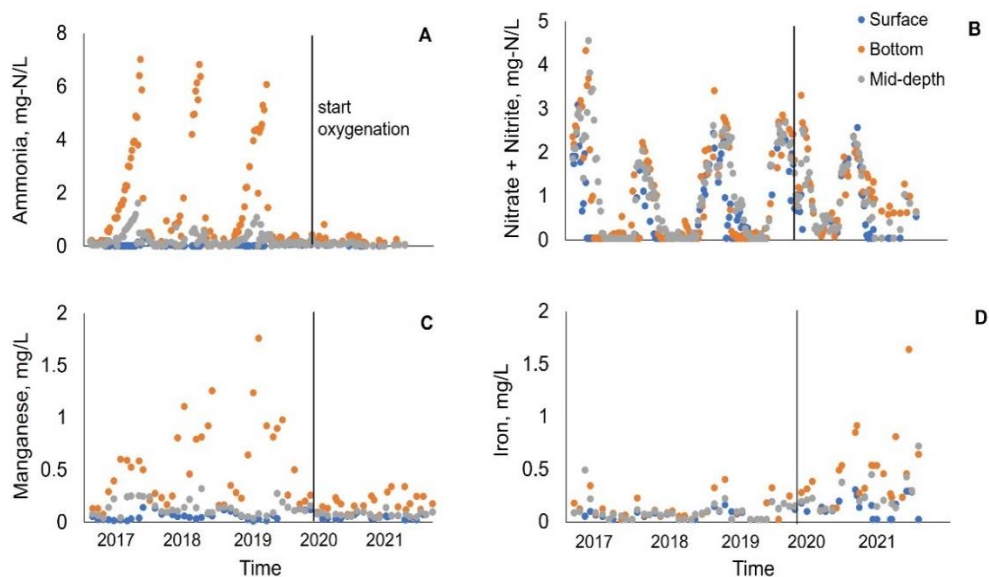 A
Ammonia, mg-N/L
8
6
4
2
0
start
oxygenation
B
Nitrate + Nitrite, mg-N/L
5
4
3
2
1
0
Surface
Bottom
Mid-depth
C
Manganese, mg/L
2
1.5
1
0.5
0
2017 2018 2019 2020 2021
Time
D
Iron, mg/L
2
1.5
1
0.5
0
2017 2018 2019 2020 2021
Time